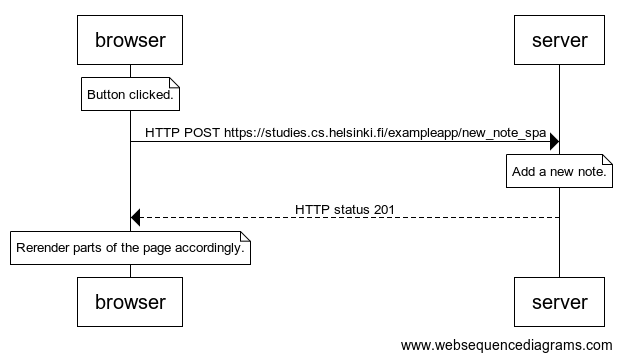 browser
server
Button clicked.
HTTP POST https://studies.cs.helsinki.fi/exampleapp/new_note_spa
Add a new note.
HTTP status 201
Rerender parts of the page accordingly.
browser
server
www.websequencediagrams.com